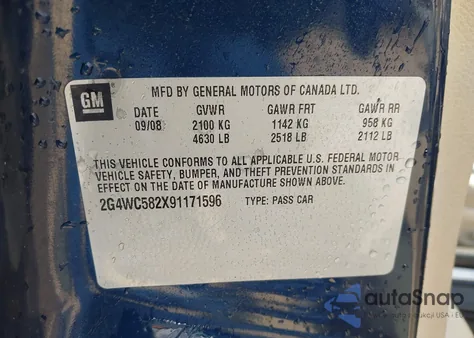 GM
MFD BY GENERAL MOTORS OF CANADA LTD.
DATE GVWR GAWR FRT GAWR RR
09/08 2100 KG 1142 KG 958 KG
4630 LB 2518 LB 2112 LB
THIS VEHICLE CONFORMS TO ALL APPLICABLE U.S. FEDERAL MOTOR
VEHICLE SAFETY, BUMPER, AND THEFT PREVENTION STANDARDS IN
EFFECT ON THE DATE OF MANUFACTURE SHOWN ABOVE.
2G4WC582X91171596 TYPE: PASS CAR
autoSnap
USA